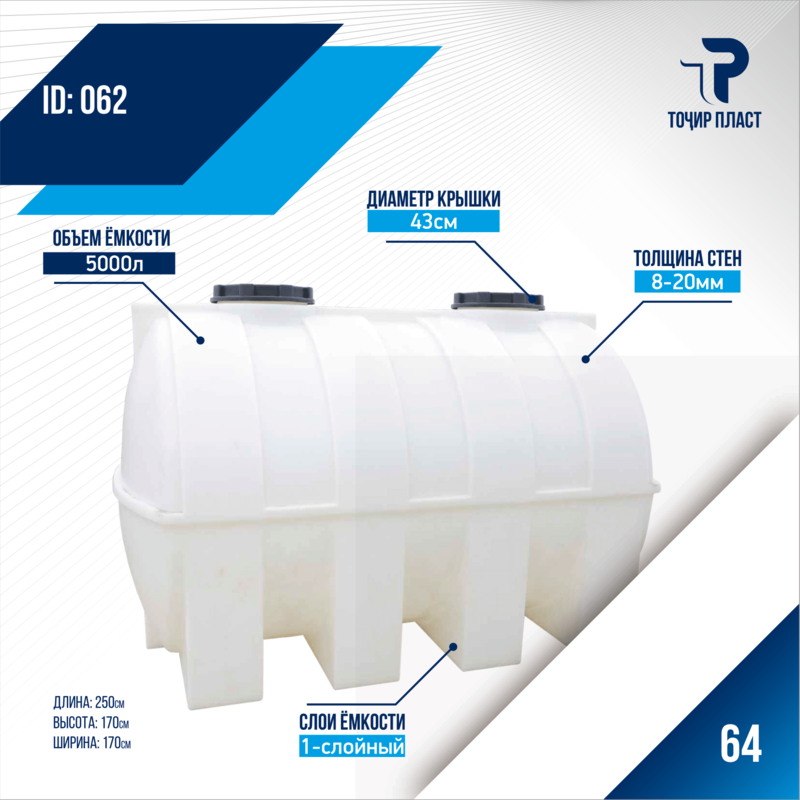 ID: 062
ТОҶИР ПЛАСТ
ДИАМЕТР КРЫШКИ
43см
ОБЪЕМ ЁМКОСТИ
5000л
ТОЛЩИНА СТЕН
8-20мм
ДЛИНА: 250см
ВЫСОТА: 170см
ШИРИНА: 170см
СЛОИ ЁМКОСТИ
1-слойный
64